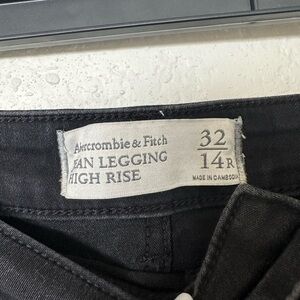 Abercrombie & Fitch
EAN LEGGING
HIGH RISE
32
14R
MADE IN CAMBODIA